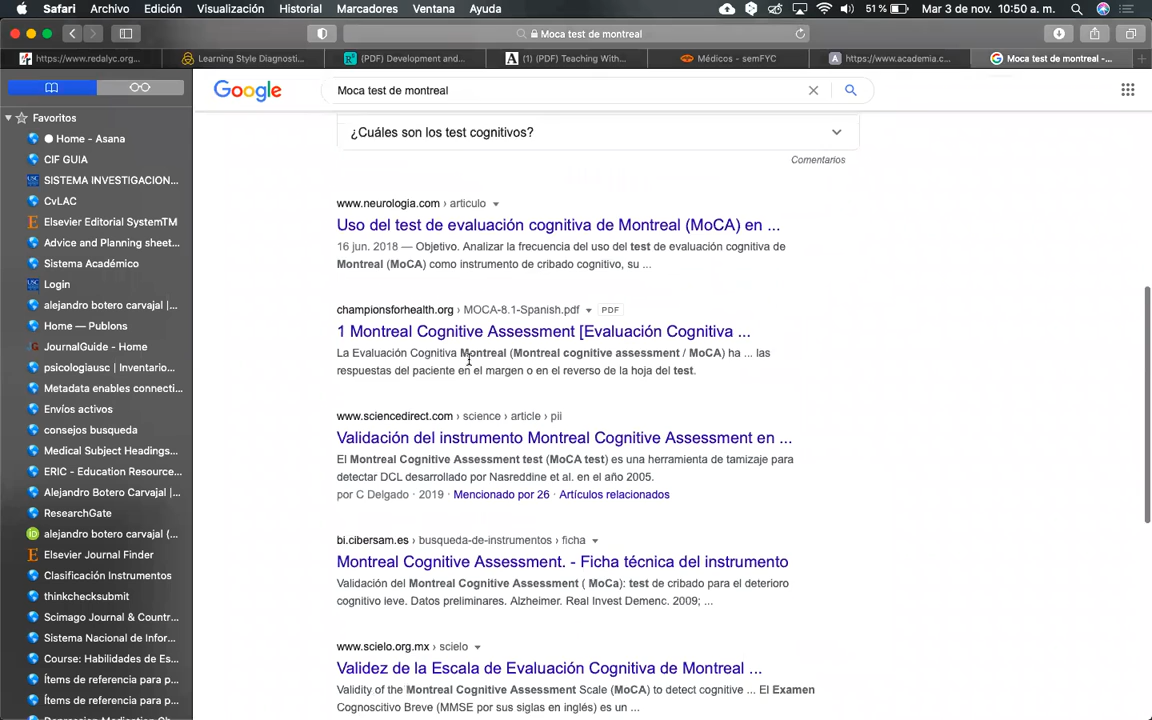 Safari Archivo Edición Visualización Historial Marcadores Ventana Ayuda 51 % Mar 3 de nov. 10:50 a. m.
Moca test de montreal
https://www.redalyc.org... Learning Style Diagnosti... (PDF) Development and... (1) (PDF) Teaching With... Médicos - semFYC https://www.academia.c... Moca test de montreal -...
Favoritos
Home - Asana
CIF GUIA
SISTEMA INVESTIGACION...
CvLAC
Elsevier Editorial SystemTM
Advice and Planning sheet...
Sistema Académico
Login
alejandro botero carvajal |...
Home — Publons
JournalGuide - Home
psicologiausc | Inventario...
Metadata enables connecti...
Envíos activos
consejos busqueda
Medical Subject Headings...
ERIC - Education Resource...
Alejandro Botero Carvajal |...
ResearchGate
alejandro botero carvajal (...
Elsevier Journal Finder
Clasificación Instrumentos
thinkchecksubmit
Scimago Journal & Countr...
Sistema Nacional de Infor...
Course: Habilidades de Es...
Ítems de referencia para p...
Ítems de referencia para p...
Google
Moca test de montreal
¿Cuáles son los test cognitivos?
Comentarios
www.neurologia.com › articulo
Uso del test de evaluación cognitiva de Montreal (MoCA) en ...
16 jun. 2018 — Objetivo. Analizar la frecuencia del uso del test de evaluación cognitiva de
Montreal (MoCA) como instrumento de cribado cognitivo, su ...
championsforhealth.org › MOCA-8.1-Spanish.pdf PDF
1 Montreal Cognitive Assessment [Evaluación Cognitiva ...
La Evaluación Cognitiva Montreal (Montreal cognitive assessment / MoCA) ha ... las
respuestas del paciente en el margen o en el reverso de la hoja del test.
www.sciencedirect.com › science › article › pii
Validación del instrumento Montreal Cognitive Assessment en ...
El Montreal Cognitive Assessment test (MoCA test) es una herramienta de tamizaje para
detectar DCL desarrollado por Nasreddine et al. en el año 2005.
por C Delgado · 2019 · Mencionado por 26 · Artículos relacionados
bi.cibersam.es › busqueda-de-instrumentos › ficha
Montreal Cognitive Assessment. - Ficha técnica del instrumento
Validación del Montreal Cognitive Assessment ( MoCa): test de cribado para el deterioro
cognitivo leve. Datos preliminares. Alzheimer. Real Invest Demenc. 2009; ...
www.scielo.org.mx › scielo
Validez de la Escala de Evaluación Cognitiva de Montreal ...
Validity of the Montreal Cognitive Assessment Scale (MoCA) to detect cognitive ... El Examen
Cognoscitivo Breve (MMSE por sus siglas en inglés) es un ...